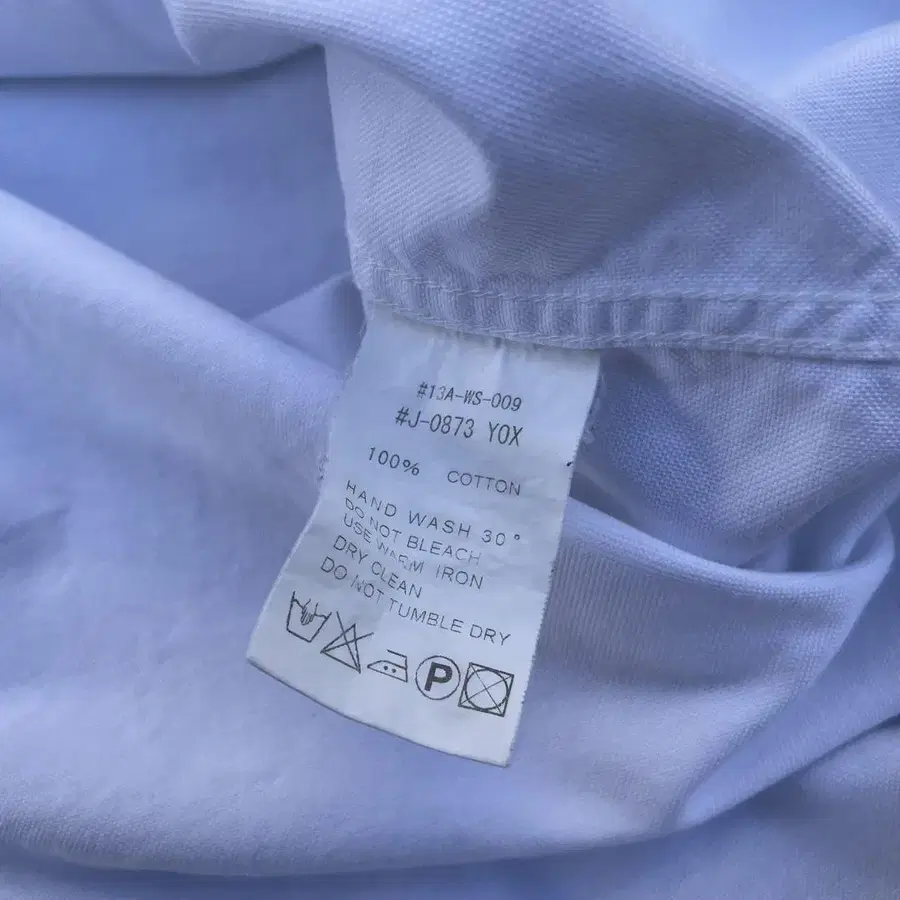 #13A-WS-009
#J-0873 YOX
100% COTTON
HAND WASH 30°
DO NOT BLEACH
USE WARM IRON
DRY CLEAN
DO NOT TUMBLE DRY
P